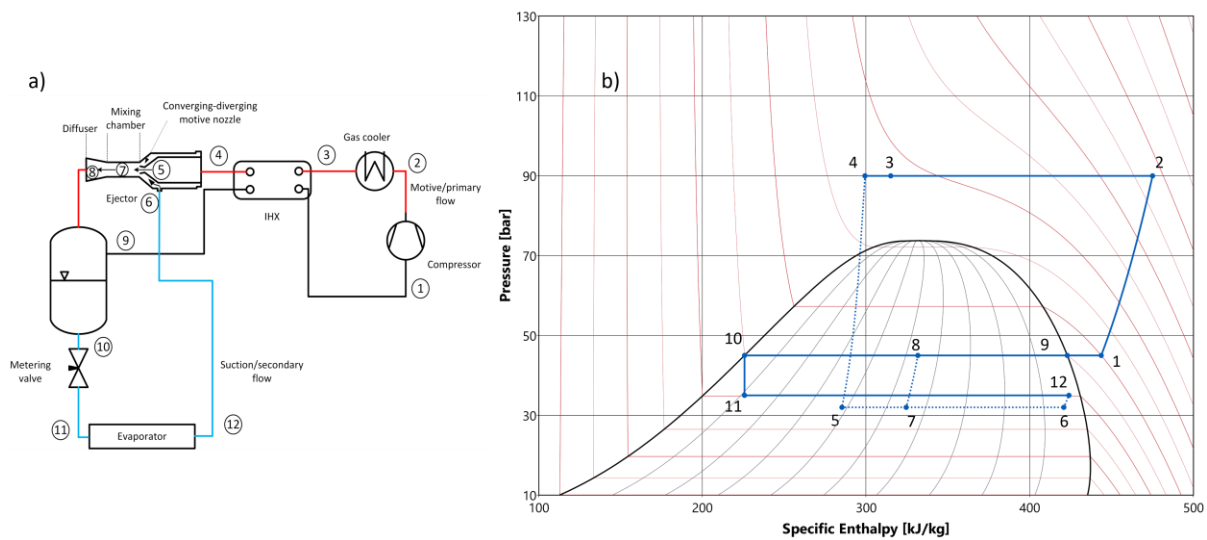 a)
Mixing
chamber
Converging-diverging
motive nozzle
Diffuser
Gas cooler
4
3
2
8
7
5
Ejector
6
IHX
Motive/primary
flow
9
Compressor
1
10
Metering
valve
Suction/secondary
flow
11
Evaporator
12
b)
Pressure [bar]
130
110
90
70
50
30
10
4
3
2
10
8
9
1
12
11
5
7
6
100
200
300
400
500
Specific Enthalpy [kJ/kg]